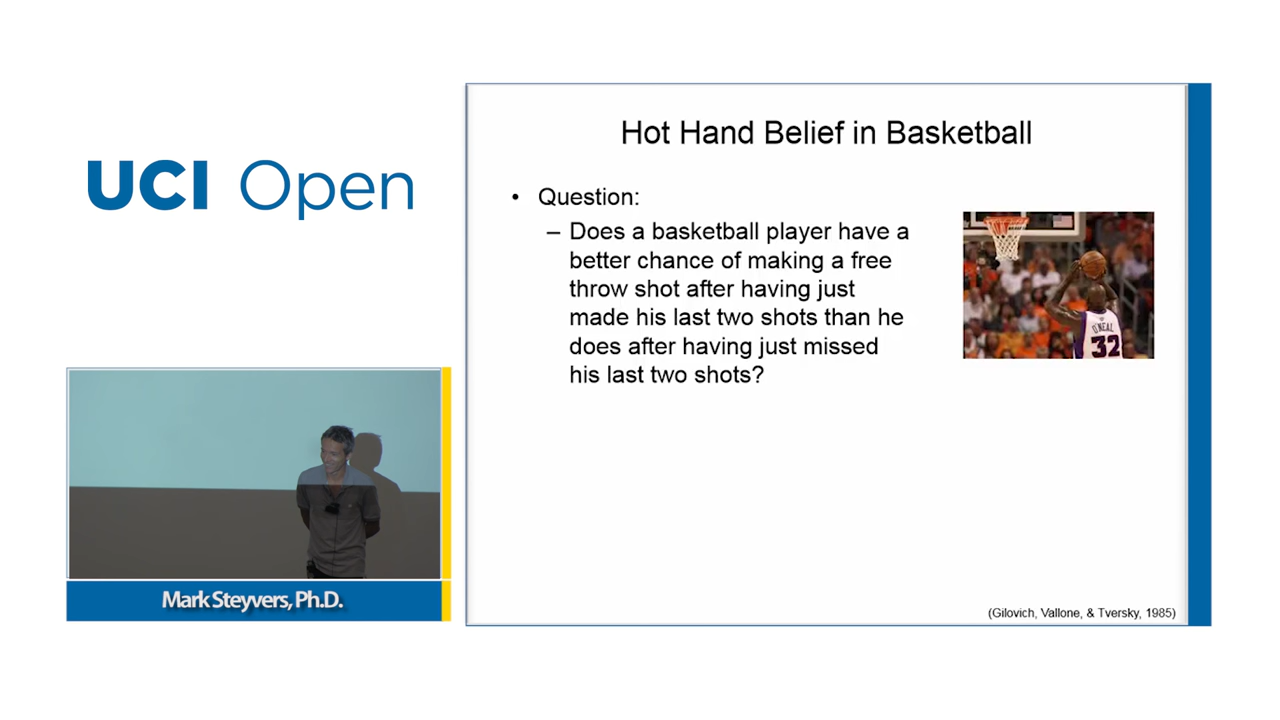 UCI Open
Hot Hand Belief in Basketball
• Question:
– Does a basketball player have a
better chance of making a free
throw shot after having just
made his last two shots than he
does after having just missed
his last two shots?
O'NEAL
32
Mark Steyvers, Ph.D.
(Gilovich, Vallone, & Tversky, 1985)